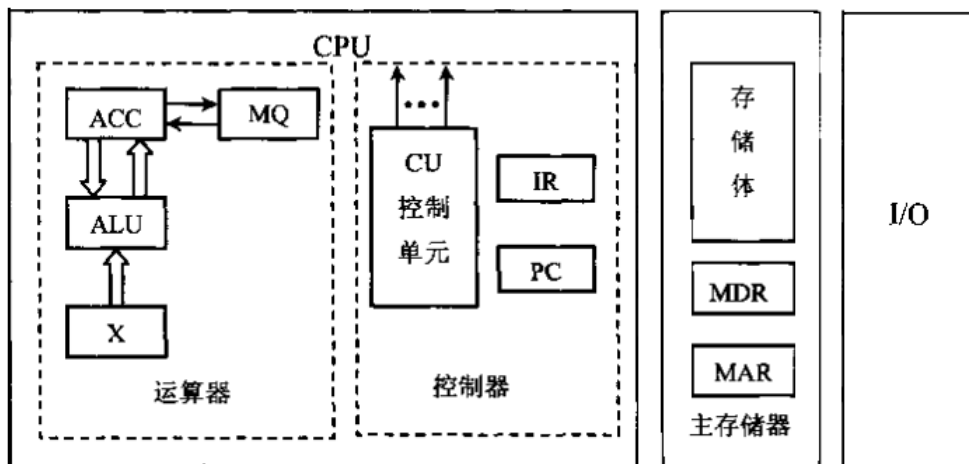 CPU
ACC
MQ
ALU
X
运算器
CU
控制
单元
IR
PC
控制器
存
储
体
MDR
MAR
主存储器
I/O